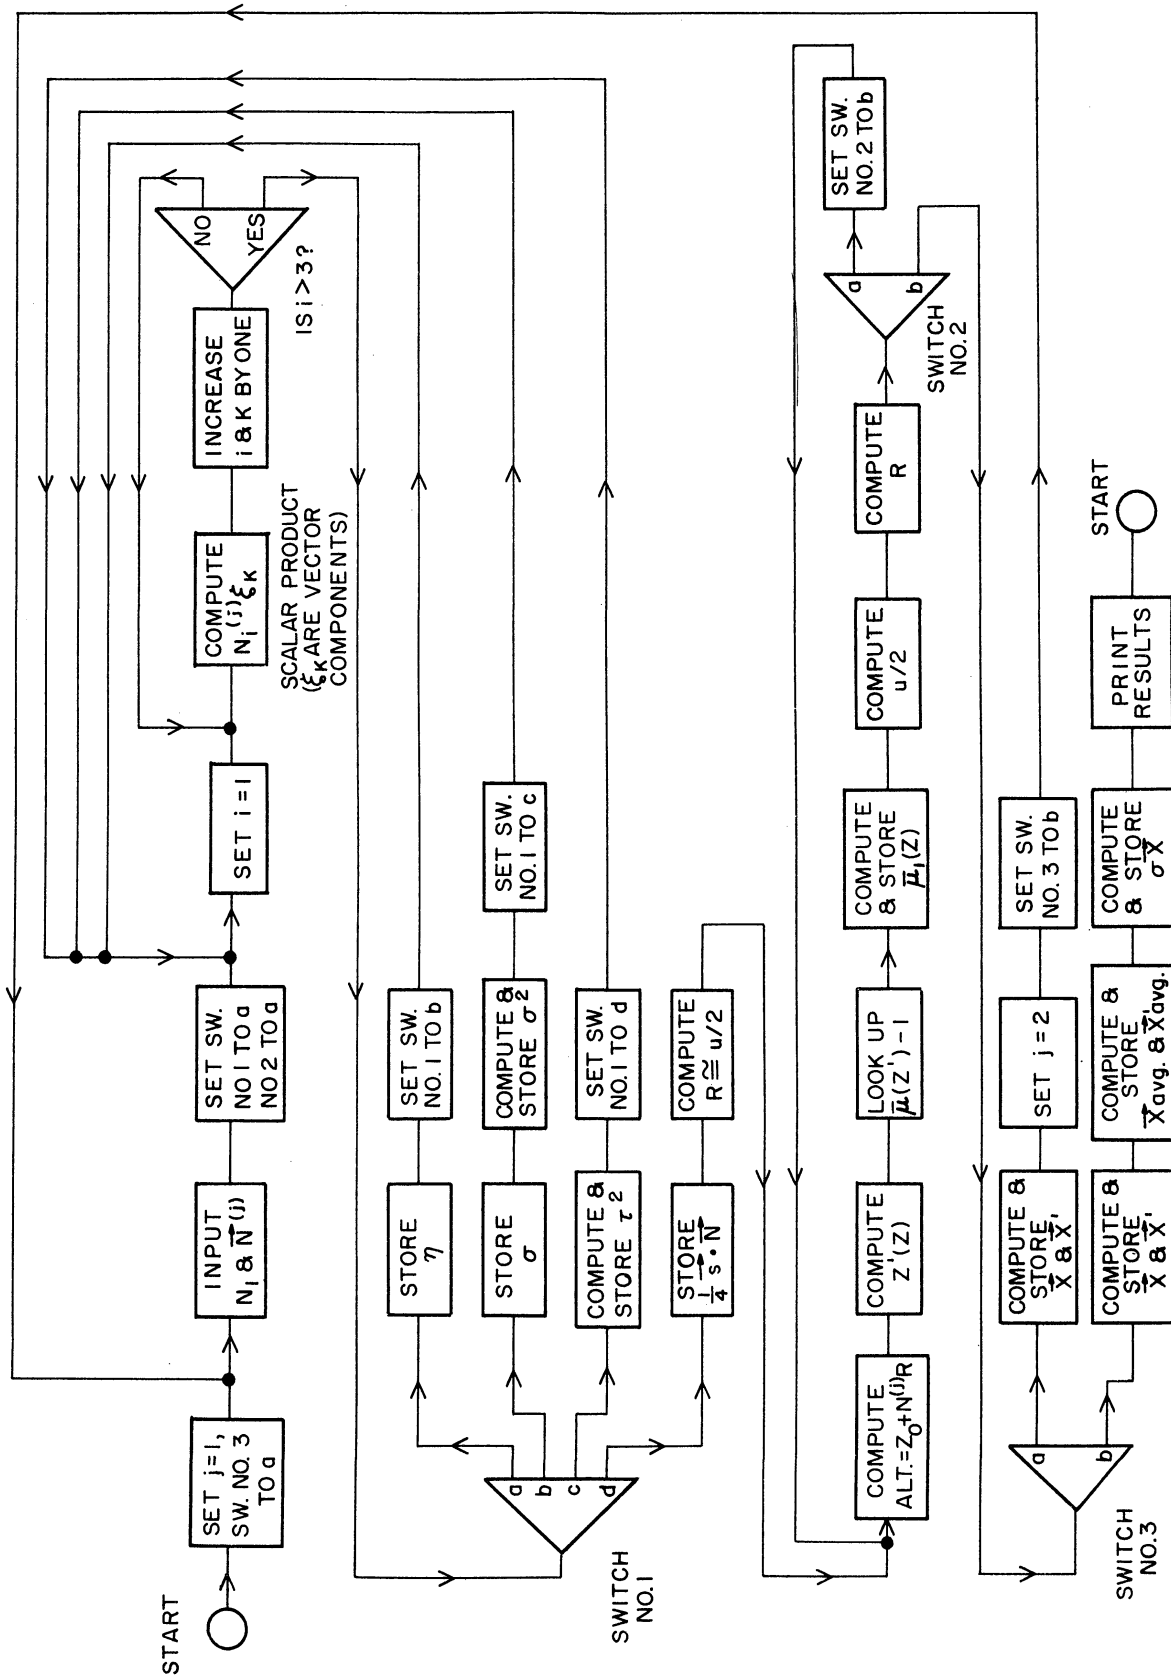 START
SET j=1,
SW. NO. 3
TO a
INPUT
N₁ & N⃗⁽ʲ⁾
SET SW.
NO 1 TO a
NO 2 TO a
SET i = 1
COMPUTE
Nᵢ⁽ʲ⁾ξ_K
SCALAR PRODUCT
(ξ_K ARE VECTOR
COMPONENTS)
INCREASE
i & K BY ONE
NO
YES
IS i > 3?
SWITCH
NO. 1
a
b
c
d
STORE
η
SET SW.
NO. 1 TO b
STORE
σ
COMPUTE &
STORE σ²
SET SW.
NO. 1 TO c
COMPUTE &
STORE τ²
SET SW.
NO. 1 TO d
STORE
¼ s⃗ • N⃗
COMPUTE
R ≅ u/2
COMPUTE
ALT. = Z₀ + N⁽ʲ⁾R
COMPUTE
Z'(Z)
LOOK UP
μ̅(Z') − 1
COMPUTE
& STORE
μ̅₁(Z)
COMPUTE
u/2
COMPUTE
R
SWITCH
NO. 2
a
b
SET SW.
NO. 2 TO b
SWITCH
NO. 3
a
b
COMPUTE &
STORE
X⃗ & X⃗'
SET j = 2
SET SW.
NO. 3 TO b
COMPUTE &
STORE
X⃗ & X⃗'
COMPUTE &
STORE
X⃗ avg. & X⃗' avg.
COMPUTE
& STORE
σ X⃗
PRINT
RESULTS
START